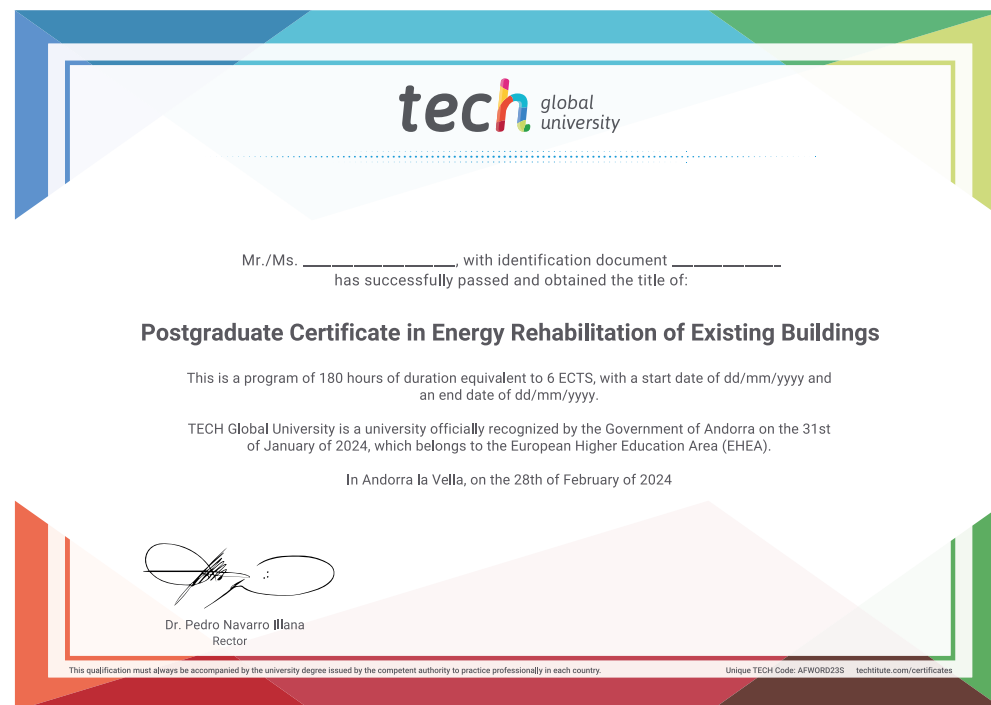 tech global university
Mr./Ms. ____________________, with identification document ______________
has successfully passed and obtained the title of:
Postgraduate Certificate in Energy Rehabilitation of Existing Buildings
This is a program of 180 hours of duration equivalent to 6 ECTS, with a start date of dd/mm/yyyy and
an end date of dd/mm/yyyy.
TECH Global University is a university officially recognized by the Government of Andorra on the 31st
of January of 2024, which belongs to the European Higher Education Area (EHEA).
In Andorra la Vella, on the 28th of February of 2024
Dr. Pedro Navarro Illana
Rector
This qualification must always be accompanied by the university degree issued by the competent authority to practice professionally in each country.
Unique TECH Code: AFWORD23S techtitute.com/certificates